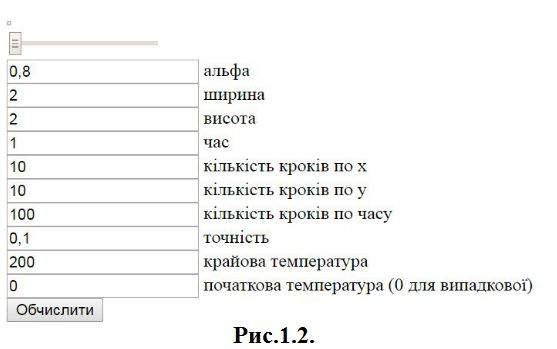 0,8 альфа
2 ширина
2 висота
1 час
10 кількість кроків по x
10 кількість кроків по y
100 кількість кроків по часу
0,1 точність
200 крайова температура
0 початкова температура (0 для випадкової)
Обчислити
Рис.1.2.